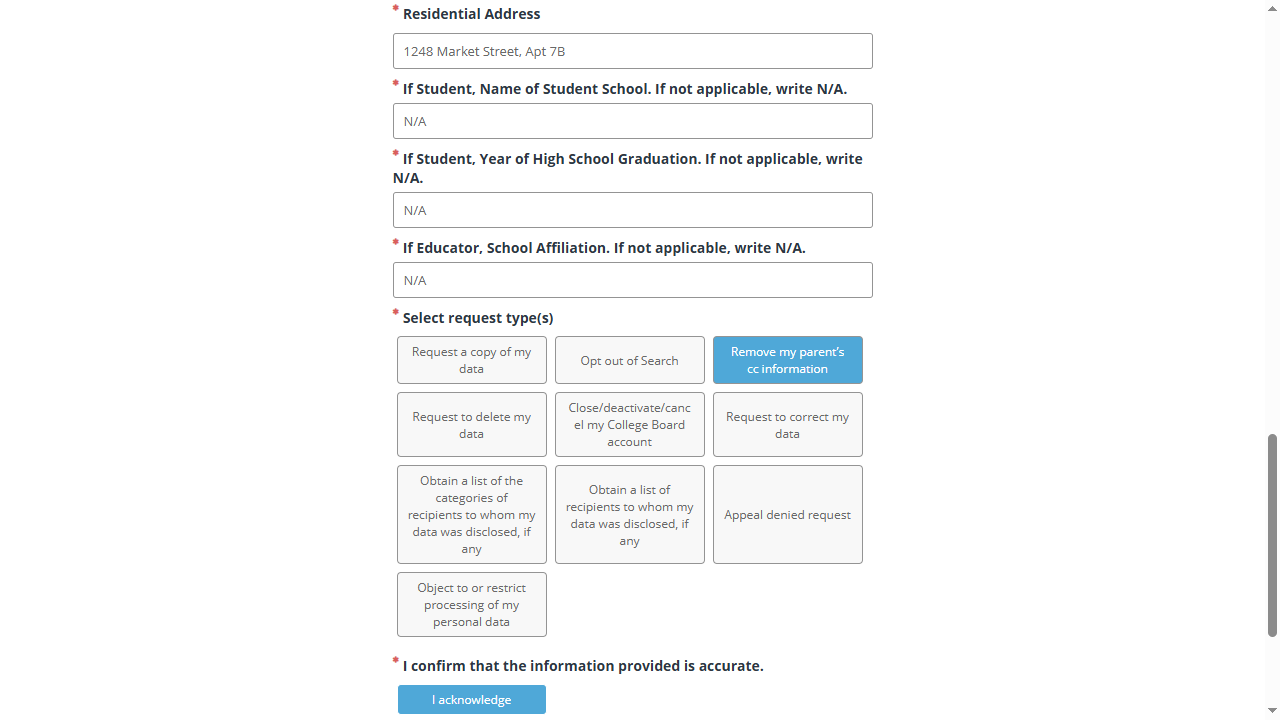 * Residential Address
1248 Market Street, Apt 7B
* If Student, Name of Student School. If not applicable, write N/A.
N/A
* If Student, Year of High School Graduation. If not applicable, write
N/A.
N/A
* If Educator, School Affiliation. If not applicable, write N/A.
N/A
* Select request type(s)
Request a copy of my
data
Opt out of Search
Remove my parent's
cc information
Request to delete my
data
Close/deactivate/canc
el my College Board
account
Request to correct my
data
Obtain a list of the
categories of
recipients to whom my
data was disclosed, if
any
Obtain a list of
recipients to whom my
data was disclosed, if
any
Appeal denied request
Object to or restrict
processing of my
personal data
* I confirm that the information provided is accurate.
I acknowledge